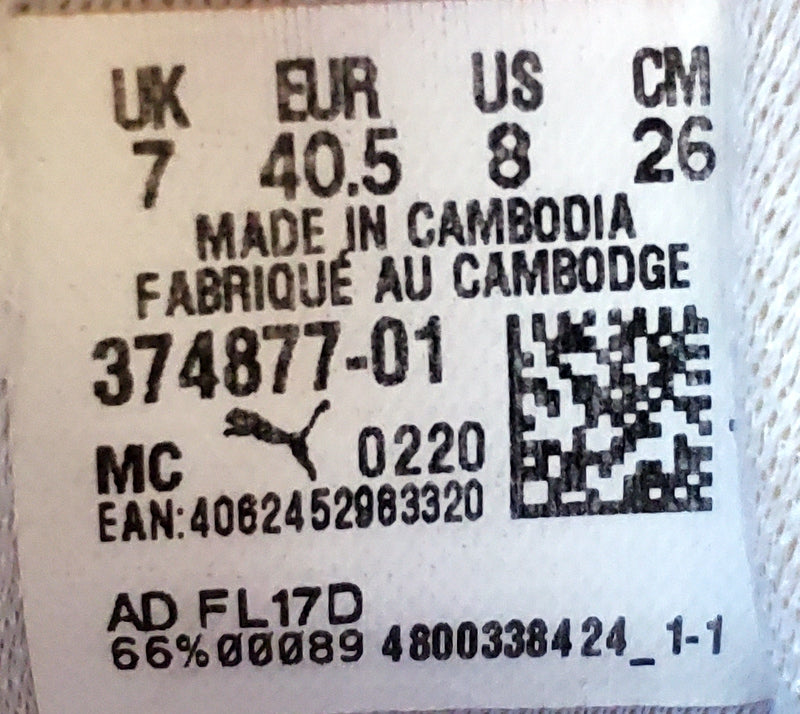 UK EUR US CM
7 40.5 8 26
MADE IN CAMBODIA
FABRIQUÉ AU CAMBODGE
374877-01
MC 0220
EAN:4062452983320
AD FL17D
66%00089 4800338424_1-1